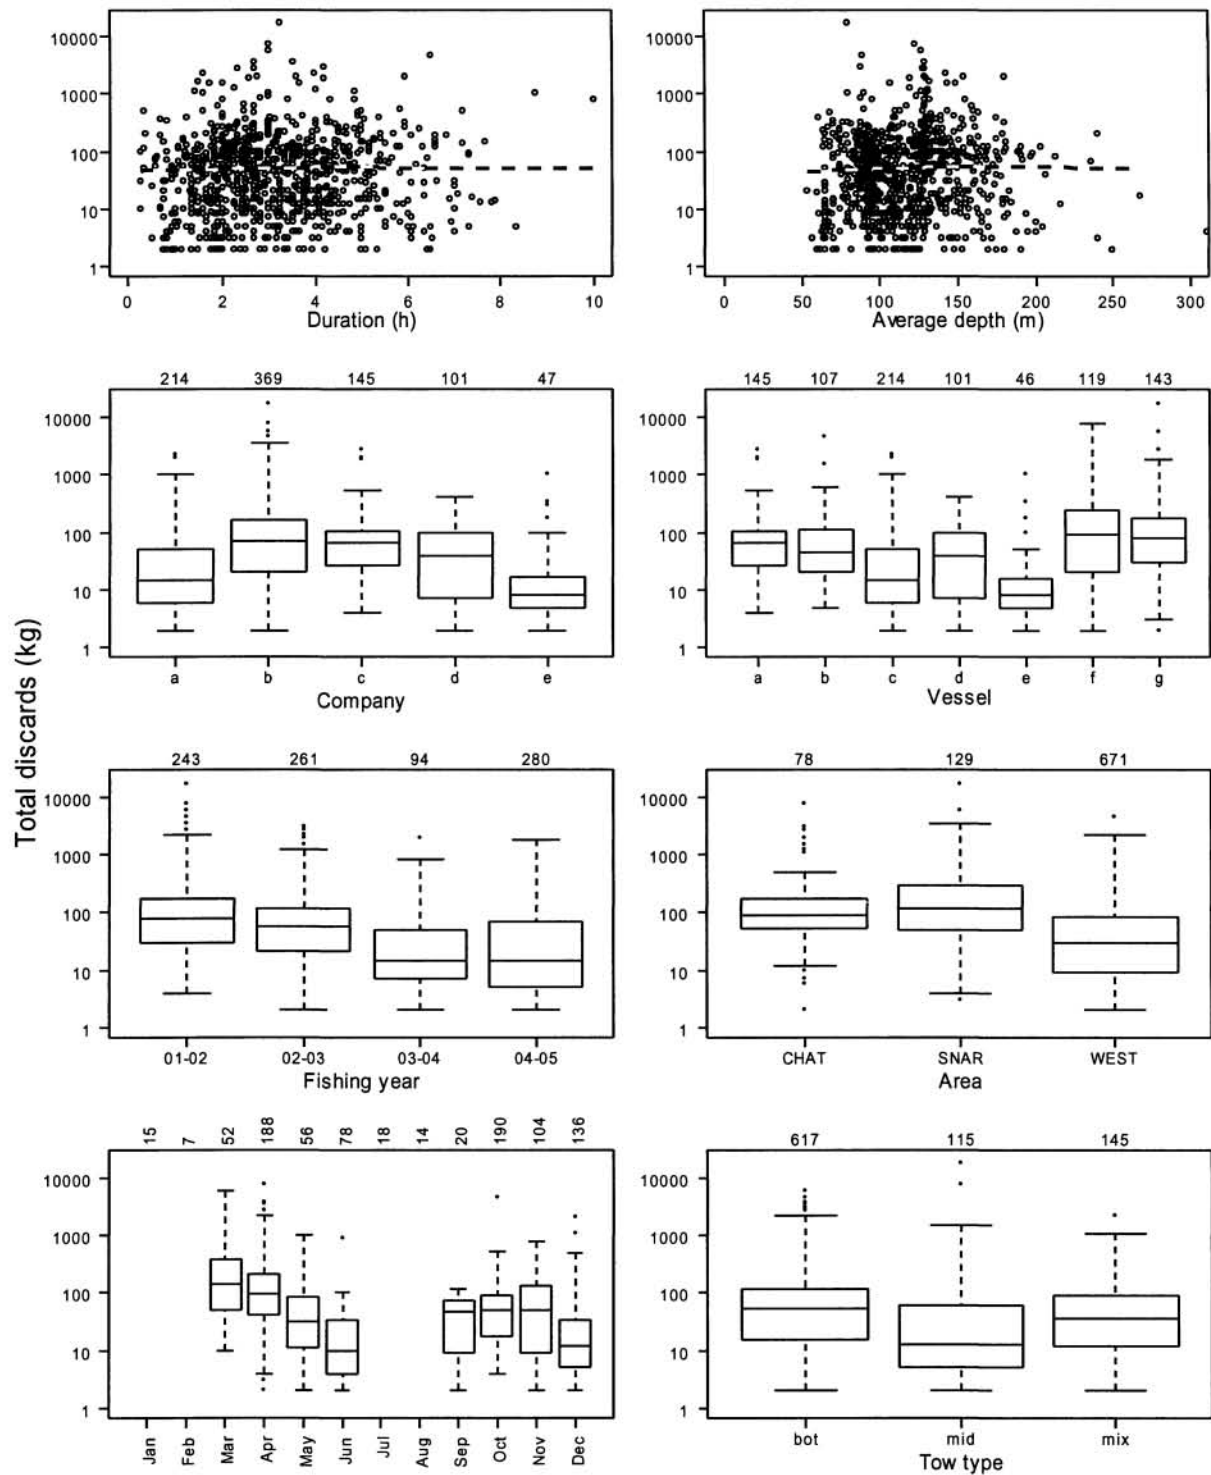 10000
1000
100
10
1
0 2 4 6 8 10
Duration (h)
10000
1000
100
10
1
0 50 100 150 200 250 300
Average depth (m)
214 369 145 101 47
10000
1000
100
10
1
a b c d e
Company
145 107 214 101 46 119 143
10000
1000
100
10
1
a b c d e f g
Vessel
Total discards (kg)
243 261 94 280
10000
1000
100
10
1
01-02 02-03 03-04 04-05
Fishing year
78 129 671
10000
1000
100
10
1
CHAT SNAR WEST
Area
15 7 52 188 56 78 18 14 20 190 104 136
10000
1000
100
10
1
Jan Feb Mar Apr May Jun Jul Aug Sep Oct Nov Dec
617 115 145
10000
1000
100
10
1
bot mid mix
Tow type